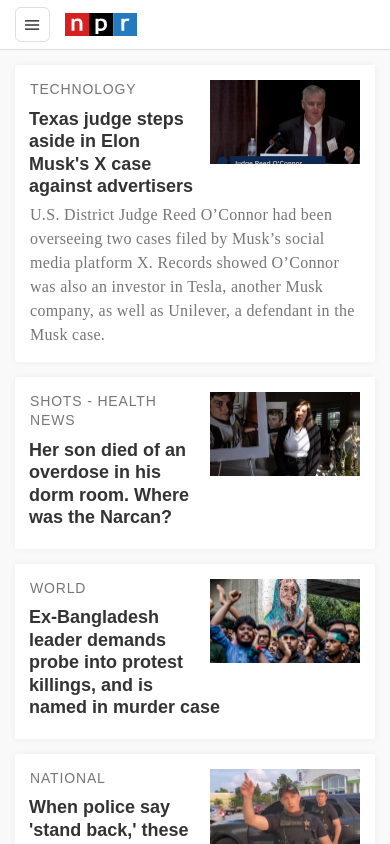 npr
TECHNOLOGY
Texas judge steps
aside in Elon
Musk's X case
against advertisers
Judge Reed O'Connor
U.S. District Judge Reed O’Connor had been
overseeing two cases filed by Musk’s social
media platform X. Records showed O’Connor
was also an investor in Tesla, another Musk
company, as well as Unilever, a defendant in the
Musk case.
SHOTS - HEALTH
NEWS
Her son died of an
overdose in his
dorm room. Where
was the Narcan?
WORLD
Ex-Bangladesh
leader demands
probe into protest
killings, and is
named in murder case
NATIONAL
When police say
'stand back,' these